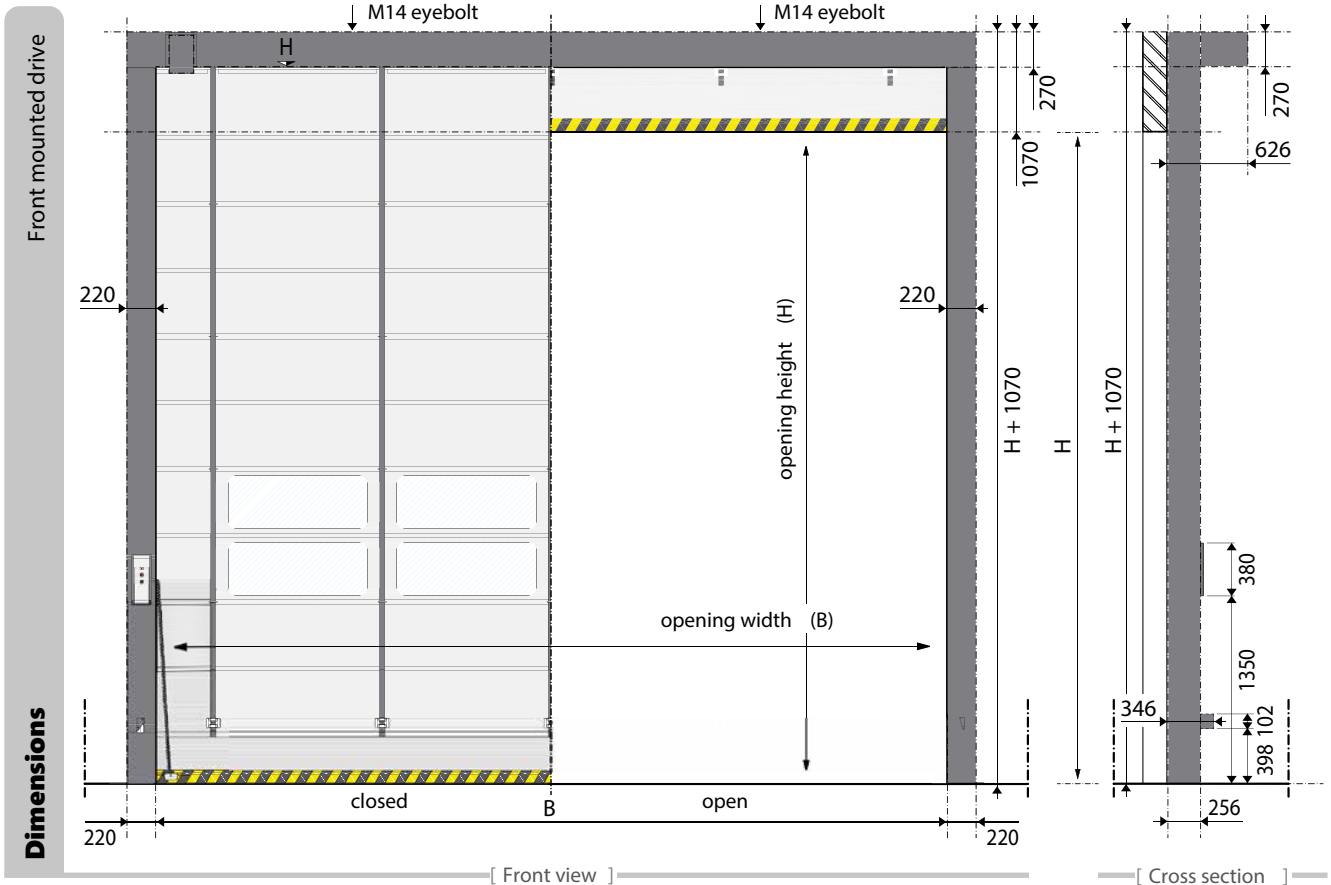 Front mounted drive
Dimensions
M14 eyebolt
M14 eyebolt
H
270
1070
270
626
220
220
opening height (H)
H + 1070
H
H + 1070
380
opening width (B)
1350
346
102
398
closed
B
open
256
220
220
[ Front view ]
[ Cross section ]